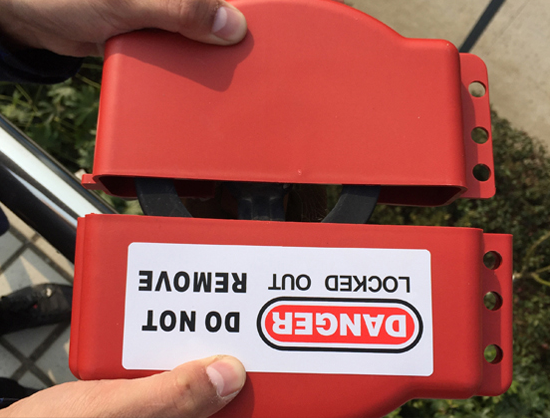 DANGER
LOCKED OUT
DO NOT
REMOVE